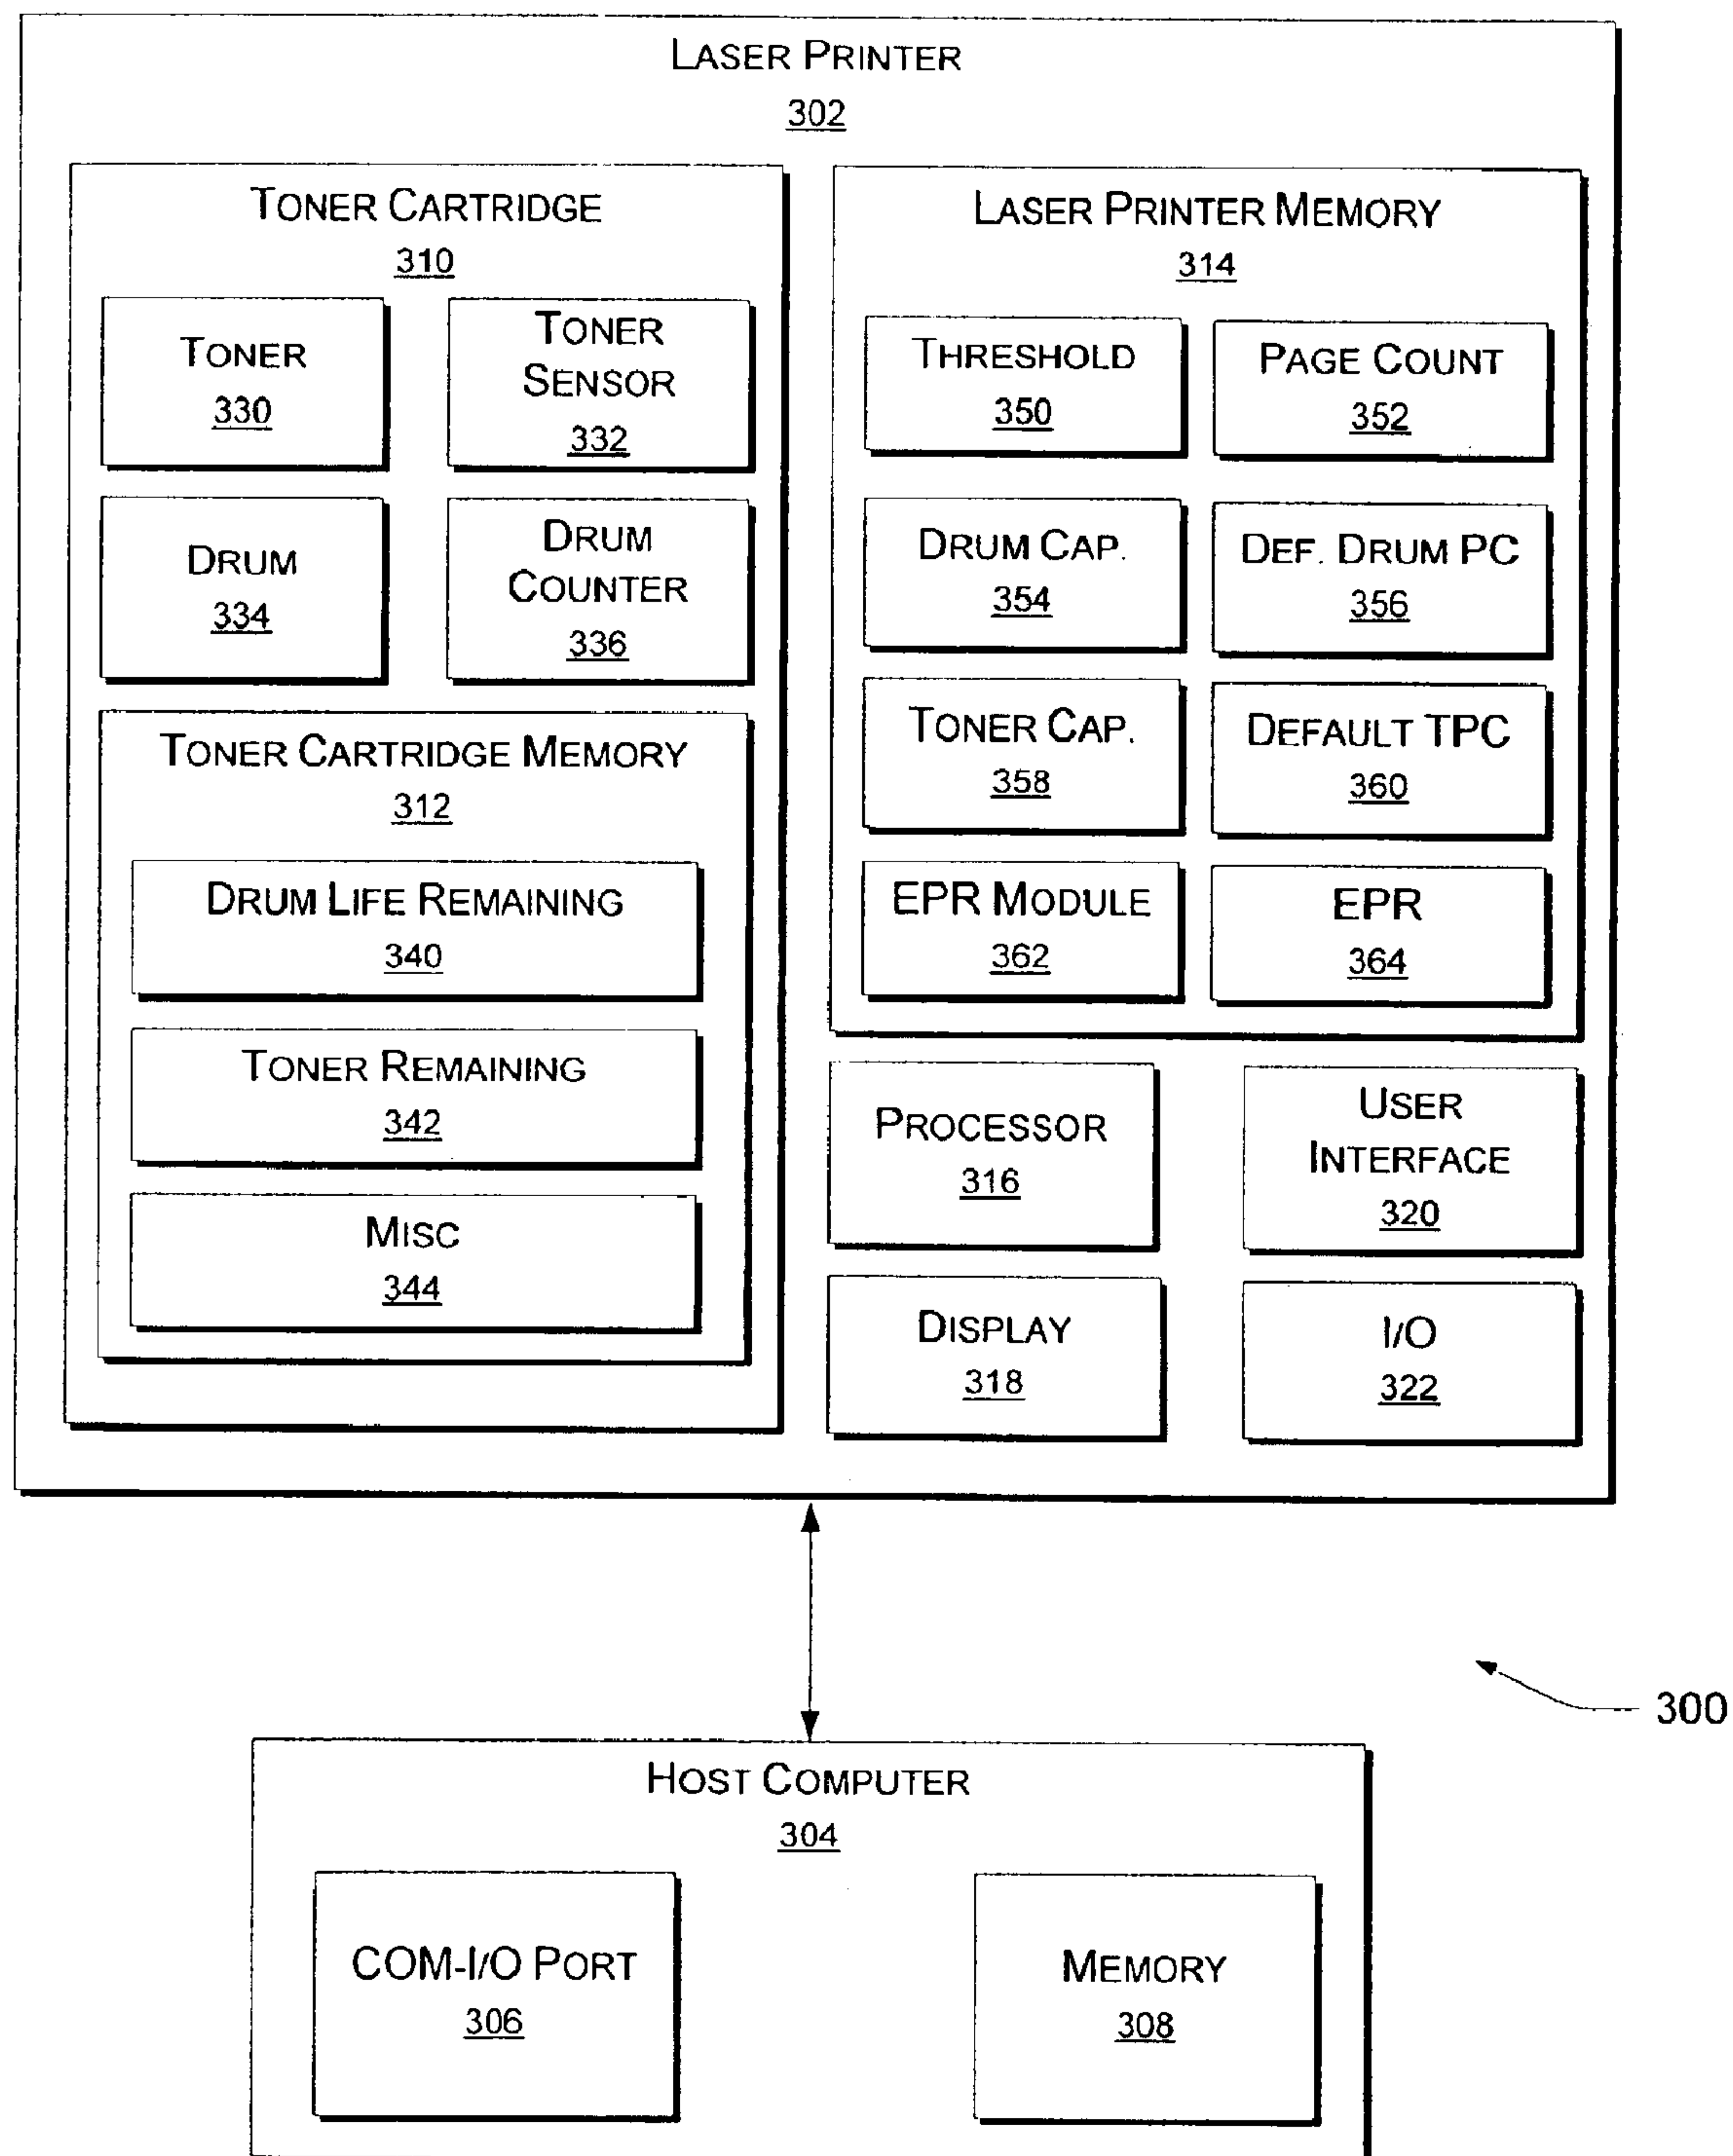 LASER PRINTER
302
TONER CARTRIDGE
310
TONER
330
TONER
SENSOR
332
DRUM
334
DRUM
COUNTER
336
TONER CARTRIDGE MEMORY
312
DRUM LIFE REMAINING
340
TONER REMAINING
342
MISC
344
LASER PRINTER MEMORY
314
THRESHOLD
350
PAGE COUNT
352
DRUM CAP.
354
DEF. DRUM PC
356
TONER CAP.
358
DEFAULT TPC
360
EPR MODULE
362
EPR
364
PROCESSOR
316
USER
INTERFACE
320
DISPLAY
318
I/O
322
300
HOST COMPUTER
304
COM-I/O PORT
306
MEMORY
308